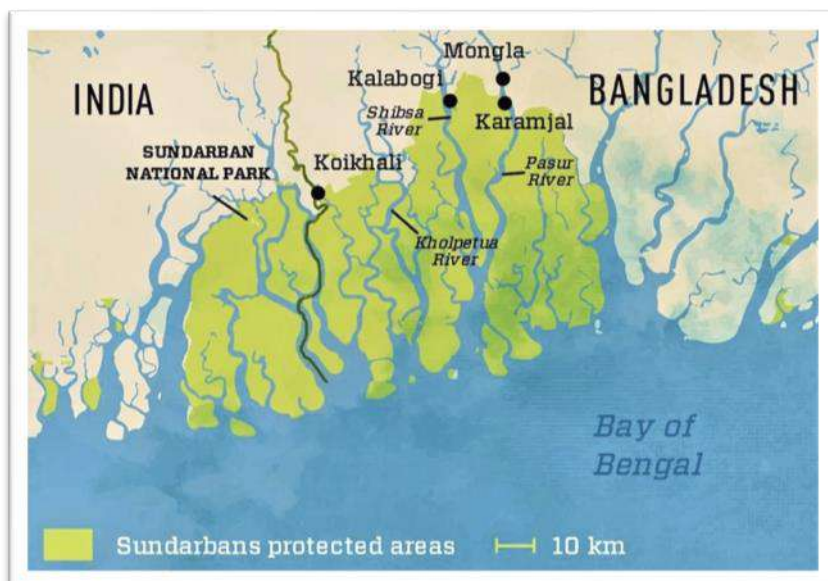 Mongla
Kalabogi
INDIA
BANGLADESH
Shibsa
River
Karamjal
SUNDARBAN
NATIONAL PARK
Koikhali
Pasur
River
Kholpetua
River
Bay of
Bengal
Sundarbans protected areas
10 km